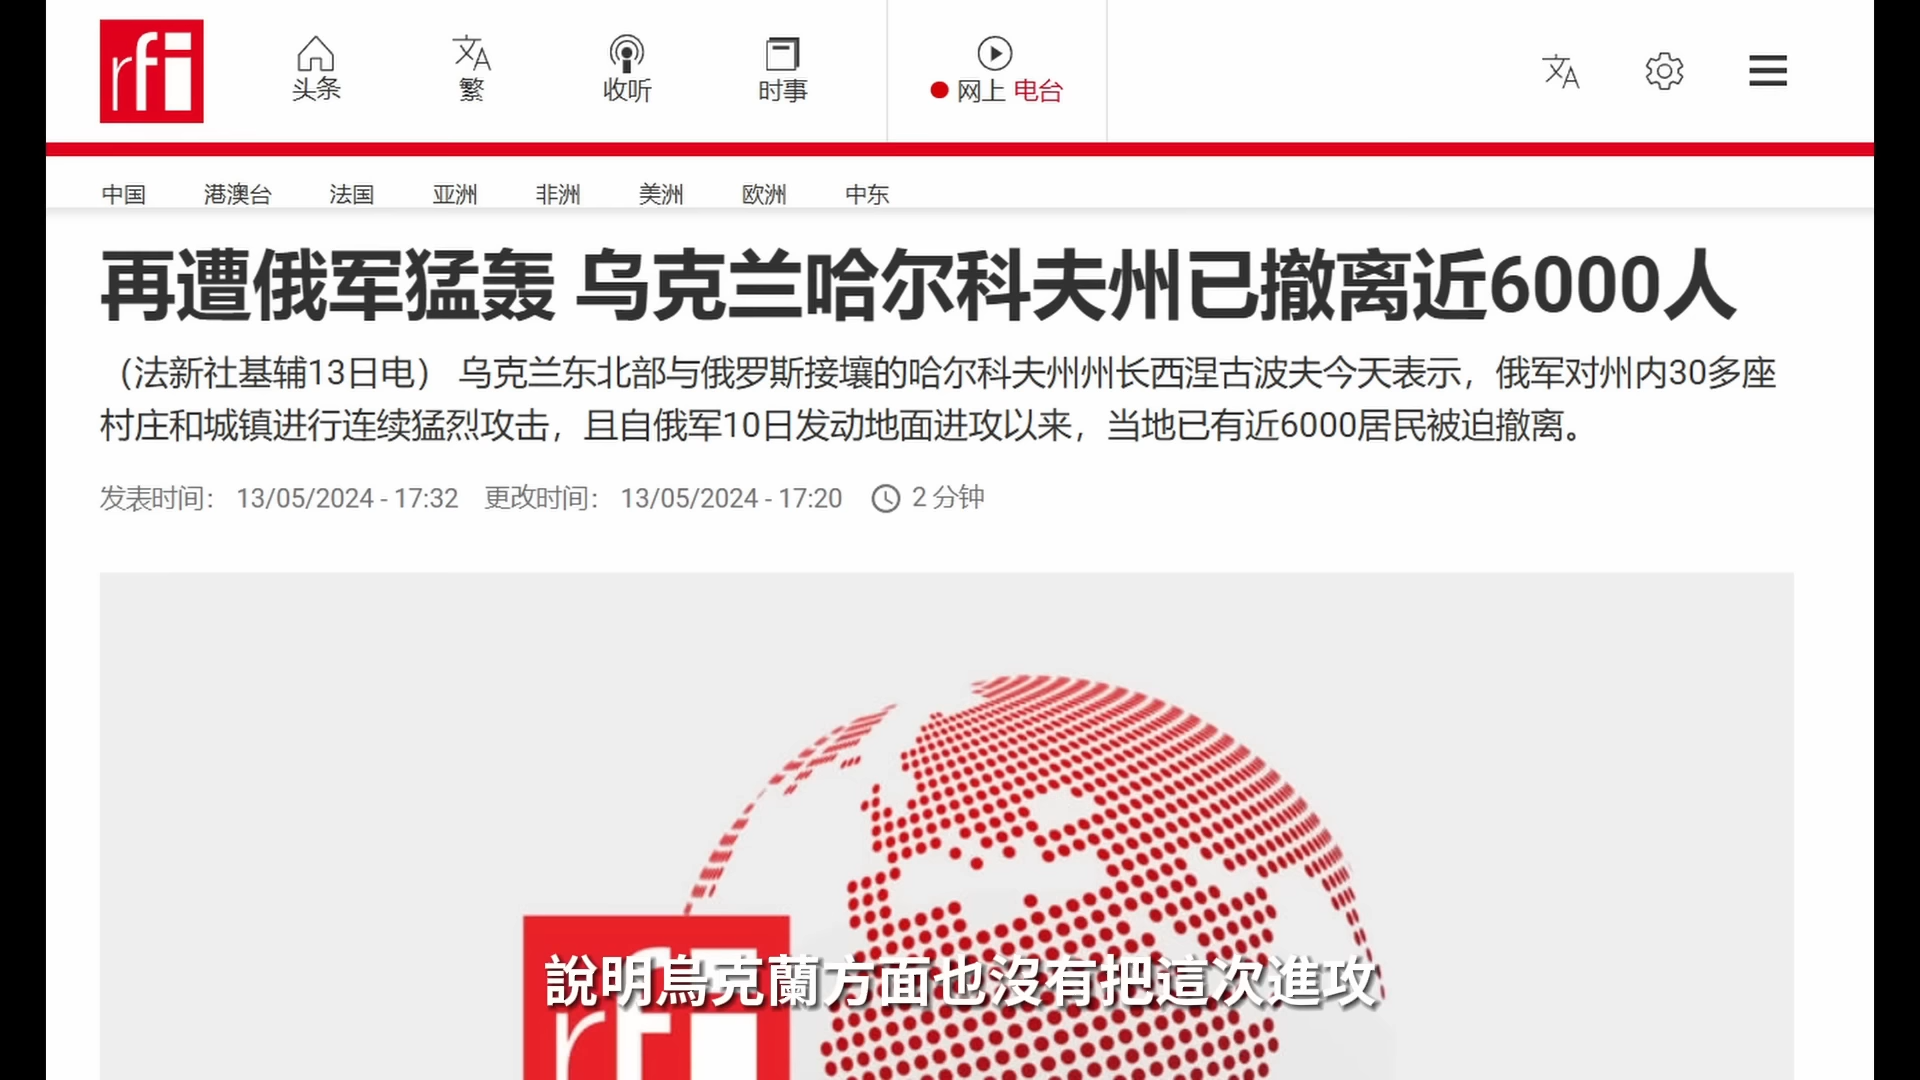 rfi
头条
繁
收听
时事
网上 电台
中国 港澳台 法国 亚洲 非洲 美洲 欧洲 中东
再遭俄军猛轰 乌克兰哈尔科夫州已撤离近6000人
（法新社基辅13日电） 乌克兰东北部与俄罗斯接壤的哈尔科夫州州长西涅古波夫今天表示，俄军对州内30多座
村庄和城镇进行连续猛烈攻击，且自俄军10日发动地面进攻以来，当地已有近6000居民被迫撤离。
发表时间： 13/05/2024 - 17:32 更改时间： 13/05/2024 - 17:20 2 分钟
說明烏克蘭方面也沒有把這次進攻
rfi